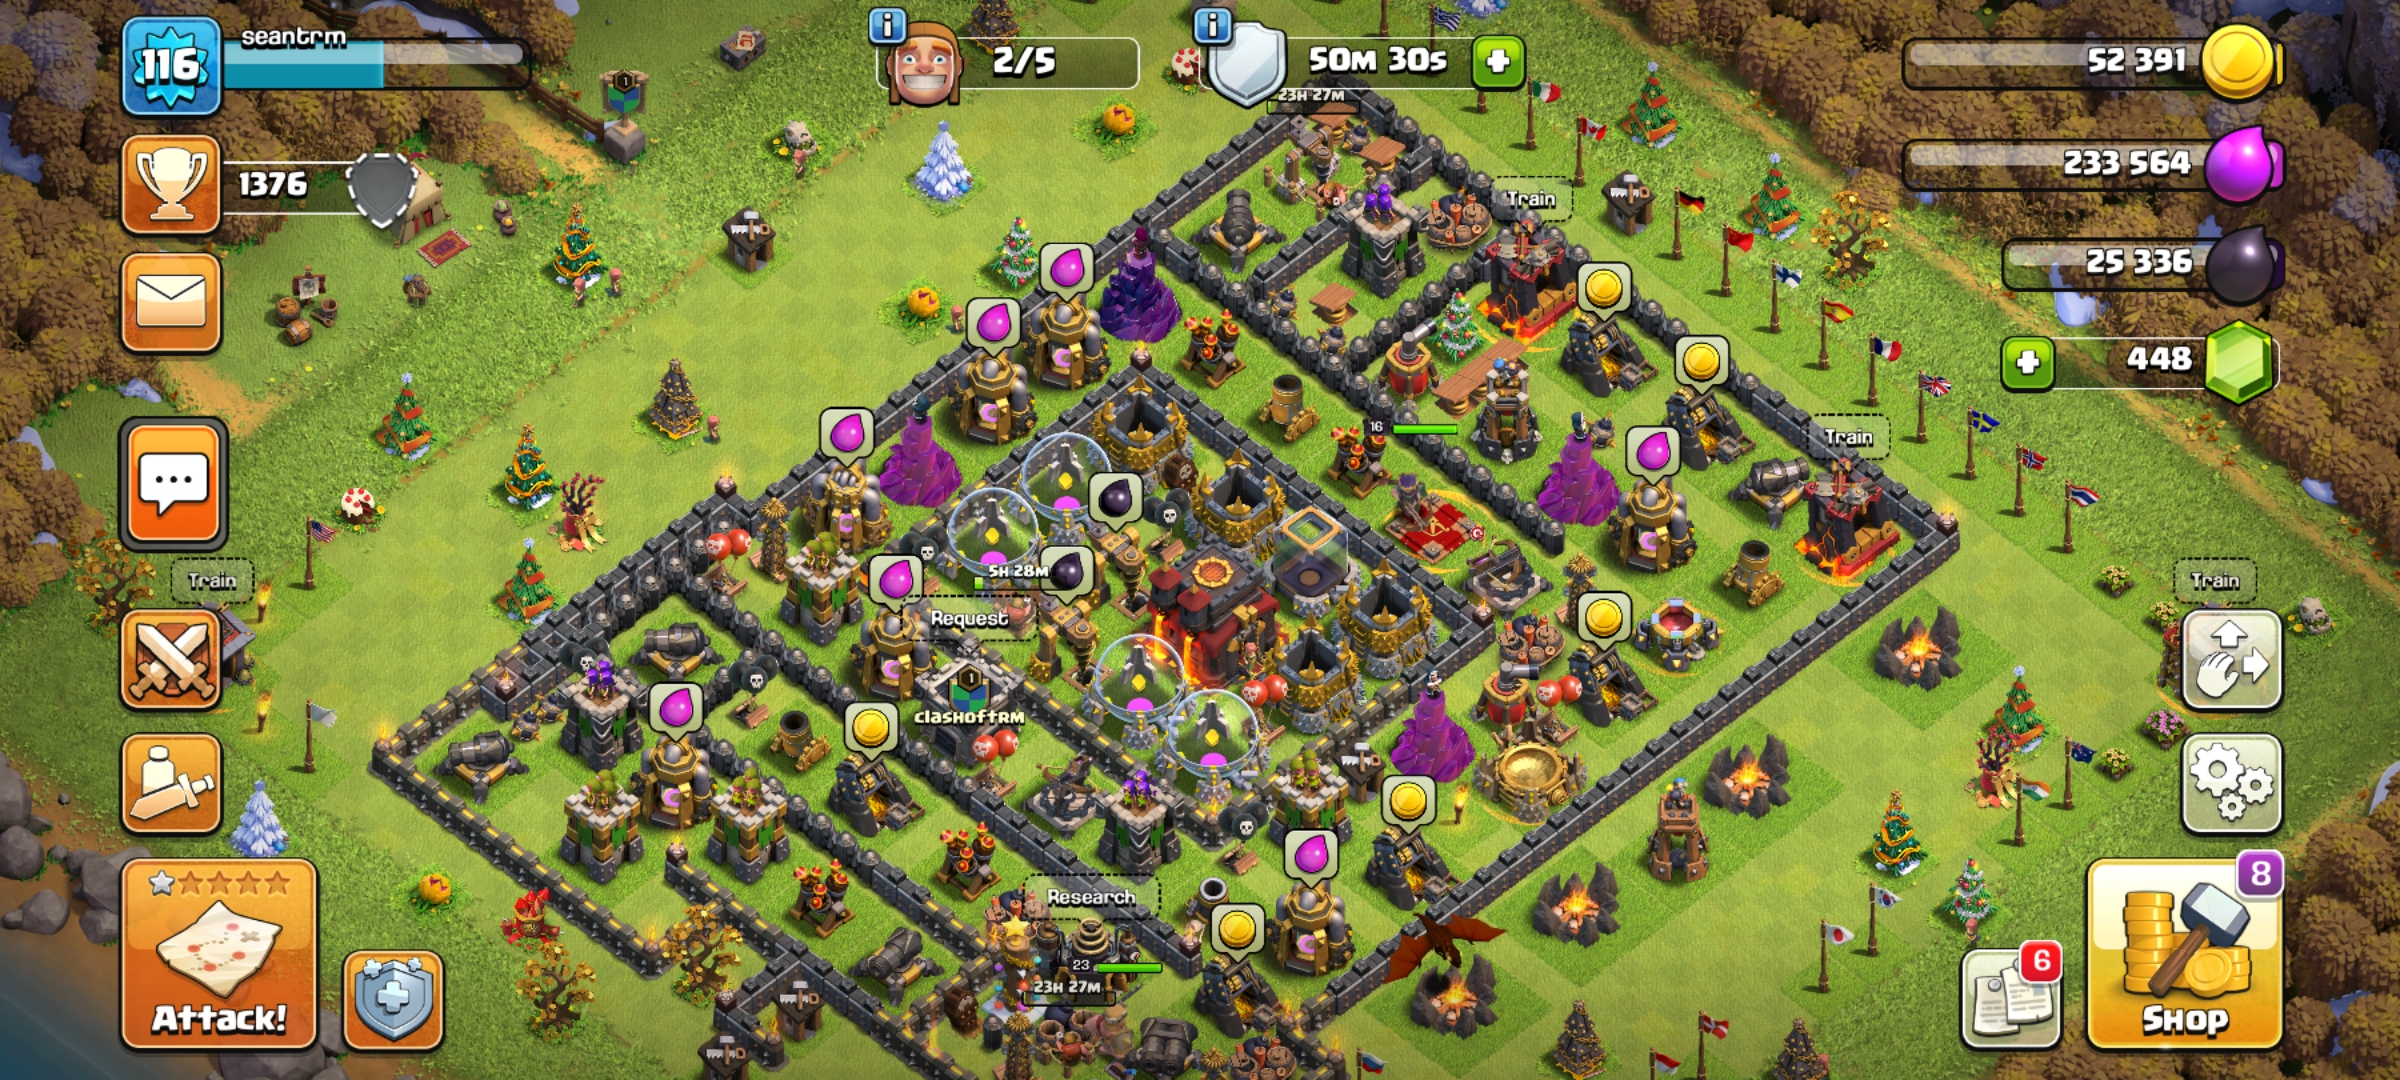 116
seantrm
i
2/5
i
50M 30S
52 391
23H 27M
1376
233 564
Train
25 336
448
16
Train
5H 28M
Train
Train
Request
1
clashoftrm
8
Research
23
6
23H 27M
Attack!
Shop